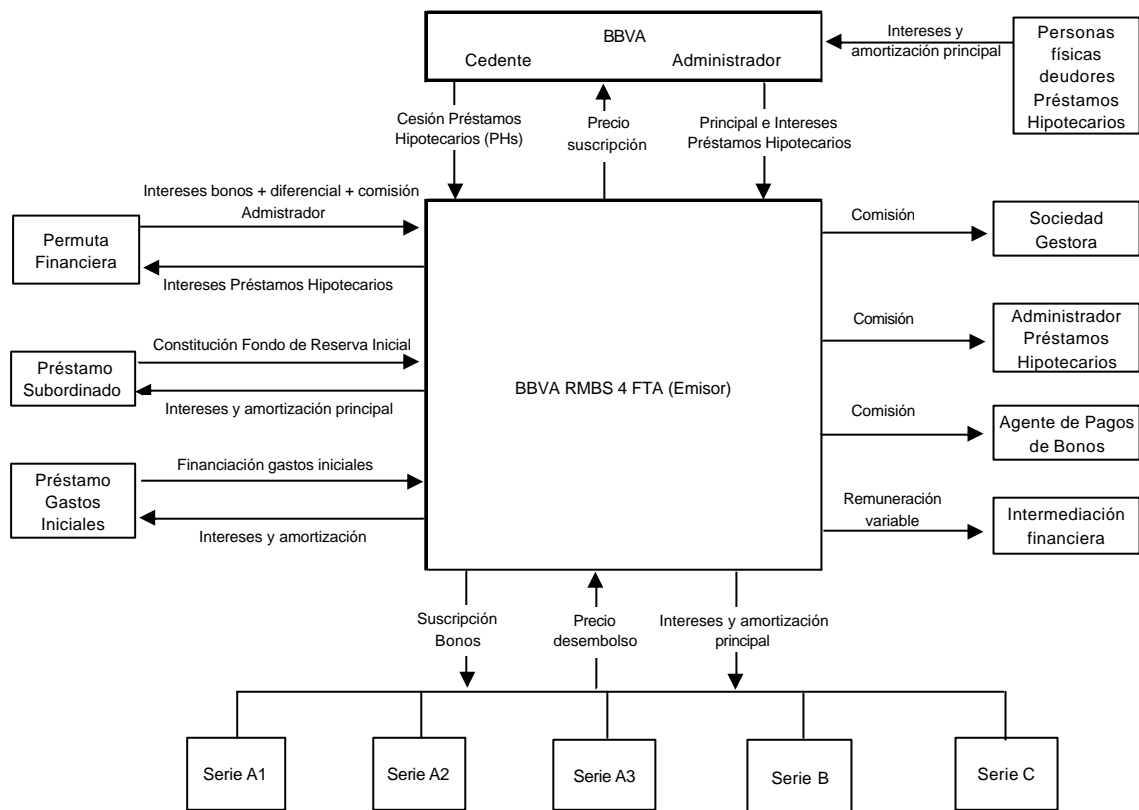 BBVA
Cedente
Administrador
Intereses y
amortización principal
Personas
físicas
deudores
Préstamos
Hipotecarios
Cesión Préstamos
Hipotecarios (PHs)
Precio
suscripción
Principal e Intereses
Préstamos Hipotecarios
Intereses bonos + diferencial + comisión
Admistrador
Permuta
Financiera
Intereses Préstamos Hipotecarios
Constitución Fondo de Reserva Inicial
Préstamo
Subordinado
Intereses y amortización principal
Financiación gastos iniciales
Préstamo
Gastos
Iniciales
Intereses y amortización
BBVA RMBS 4 FTA (Emisor)
Comisión
Sociedad
Gestora
Comisión
Administrador
Préstamos
Hipotecarios
Comisión
Agente de Pagos
de Bonos
Remuneración
variable
Intermediación
financiera
Suscripción
Bonos
Precio
desembolso
Intereses y amortización
principal
Serie A1
Serie A2
Serie A3
Serie B
Serie C